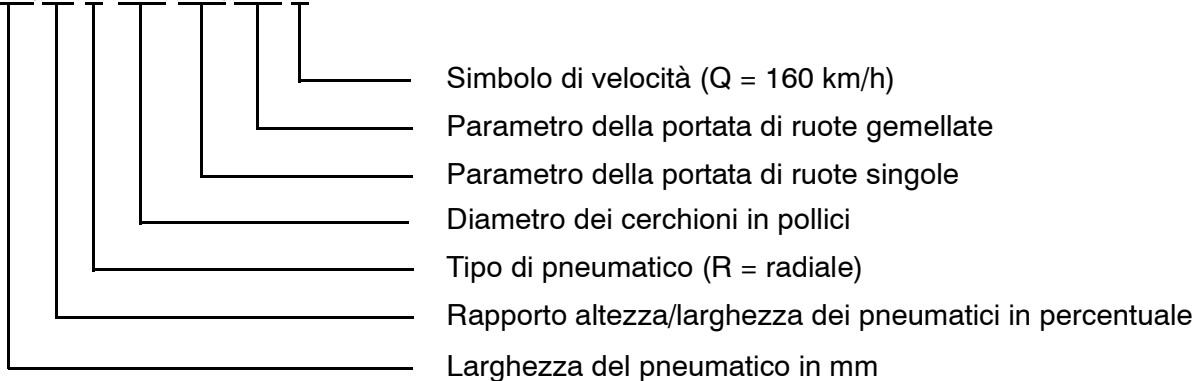 Simbolo di velocità (Q = 160 km/h)
Parametro della portata di ruote gemellate
Parametro della portata di ruote singole
Diametro dei cerchioni in pollici
Tipo di pneumatico (R = radiale)
Rapporto altezza/larghezza dei pneumatici in percentuale
Larghezza del pneumatico in mm